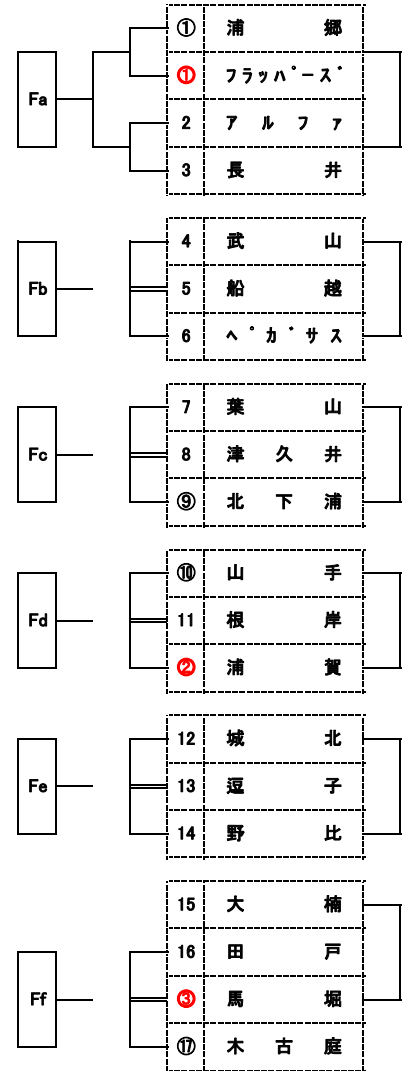 ① 浦郷
Fa
① フラッパーズ
2 アルファ
3 長井
4 武山
Fb
5 船越
6 ペガサス
7 葉山
Fc
8 津久井
⑨ 北下浦
⑩ 山手
Fd
11 根岸
② 浦賀
12 城北
Fe
13 逗子
14 野比
15 大楠
16 田戸
Ff
③ 馬堀
⑰ 木古庭